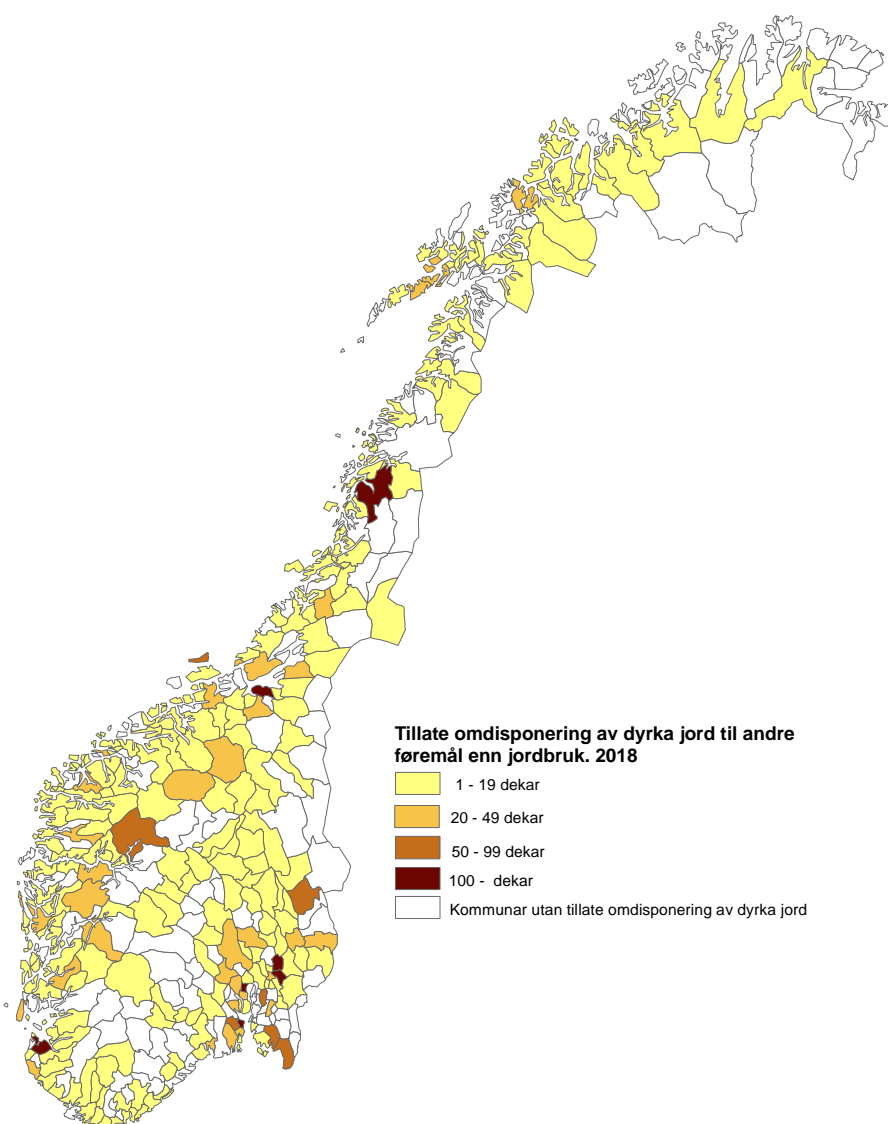 Tillate omdisponering av dyrka jord til andre
føremål enn jordbruk. 2018
1 - 19 dekar
20 - 49 dekar
50 - 99 dekar
100 - dekar
Kommunar utan tillate omdisponering av dyrka jord